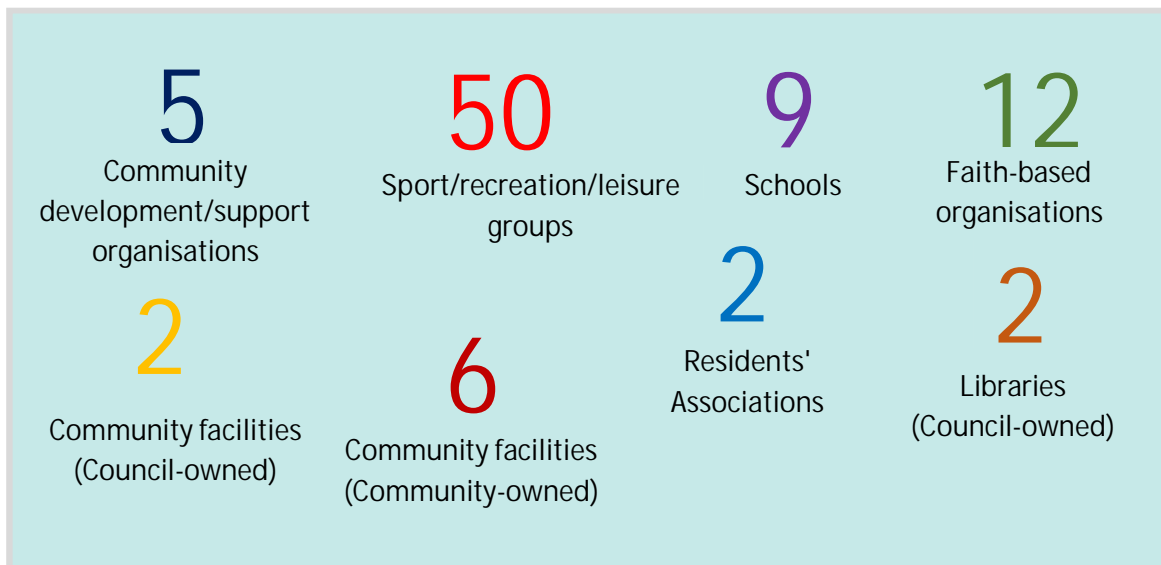 5
Community
development/support
organisations
50
Sport/recreation/leisure
groups
9
Schools
12
Faith-based
organisations
2
Community facilities
(Council-owned)
6
Community facilities
(Community-owned)
2
Residents'
Associations
2
Libraries
(Council-owned)